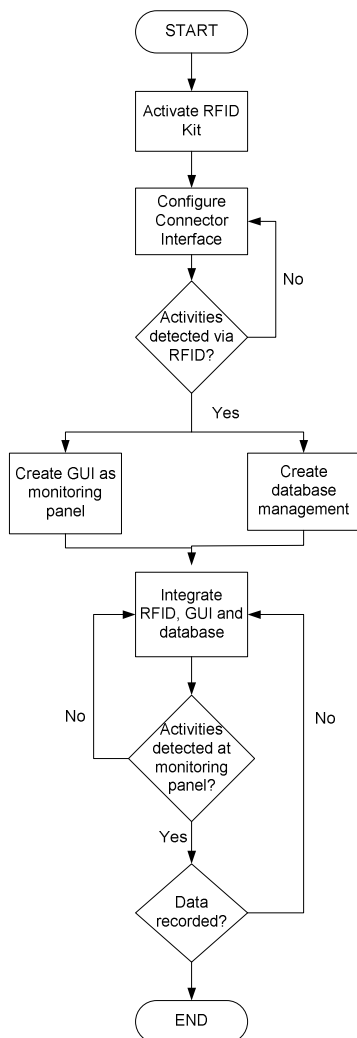 START
Activate RFID
Kit
Configure
Connector
Interface
No
Activities
detected via
RFID?
Yes
Create GUI as
monitoring
panel
Create
database
management
Integrate
RFID, GUI and
database
No
No
Activities
detected at
monitoring
panel?
Yes
Data
recorded?
END